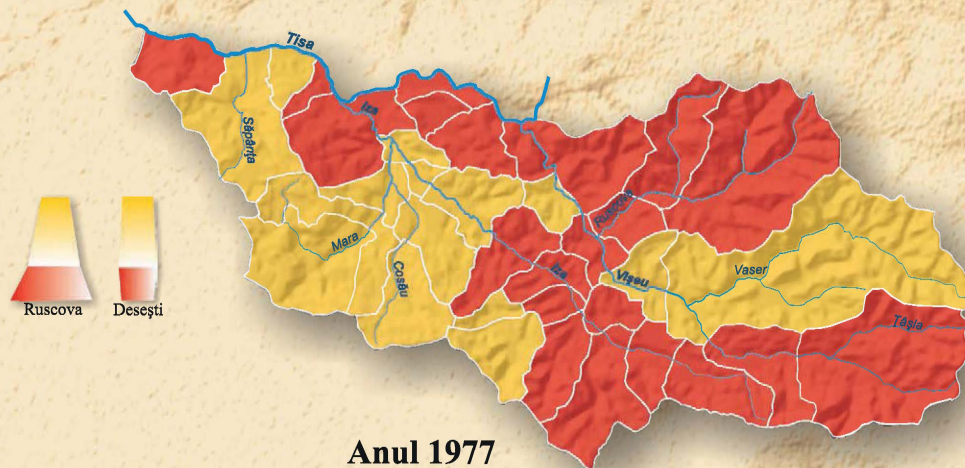 Tisa
Iza
Săpânța
Ruscova
Mara
Cosău
Iza
Vișeu
Vaser
Țâșla
Ruscova
Desești
Anul 1977